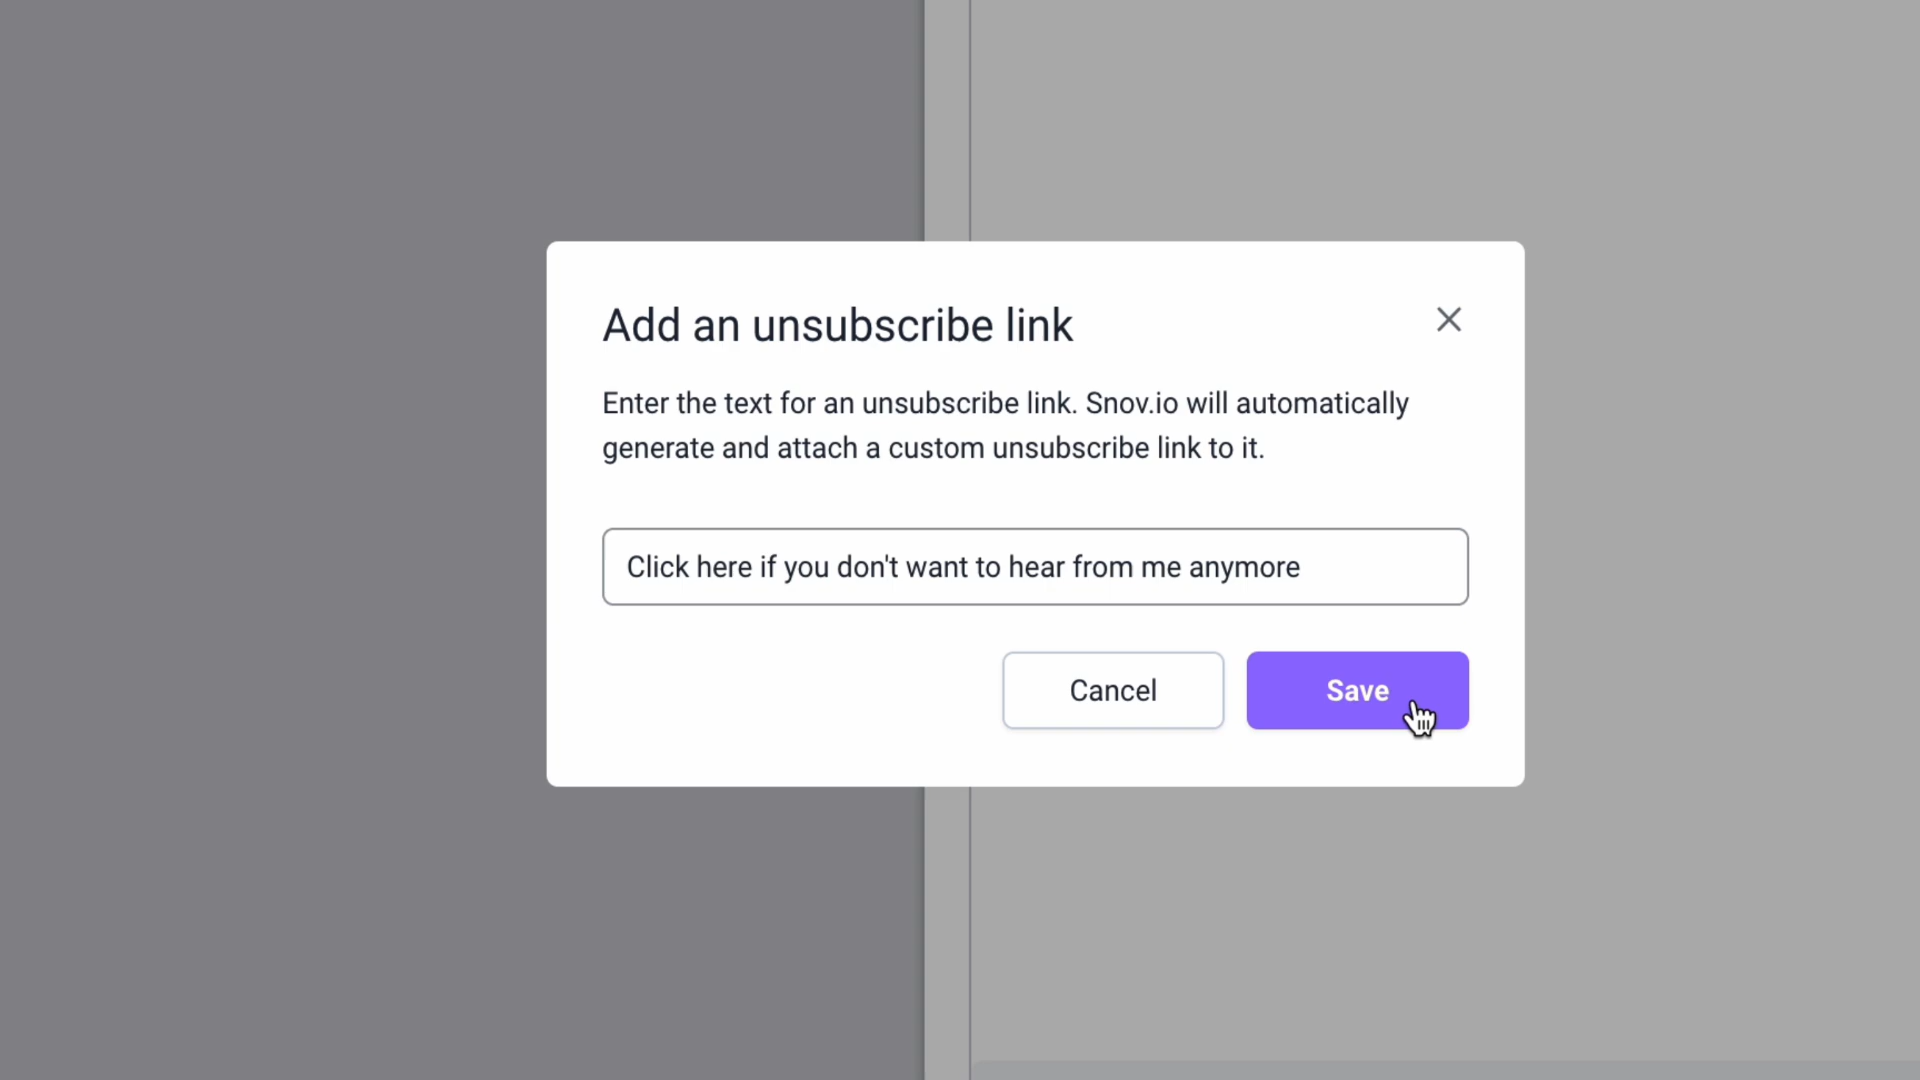 Add an unsubscribe link
Enter the text for an unsubscribe link. Snov.io will automatically
generate and attach a custom unsubscribe link to it.
Click here if you don't want to hear from me anymore
Cancel
Save